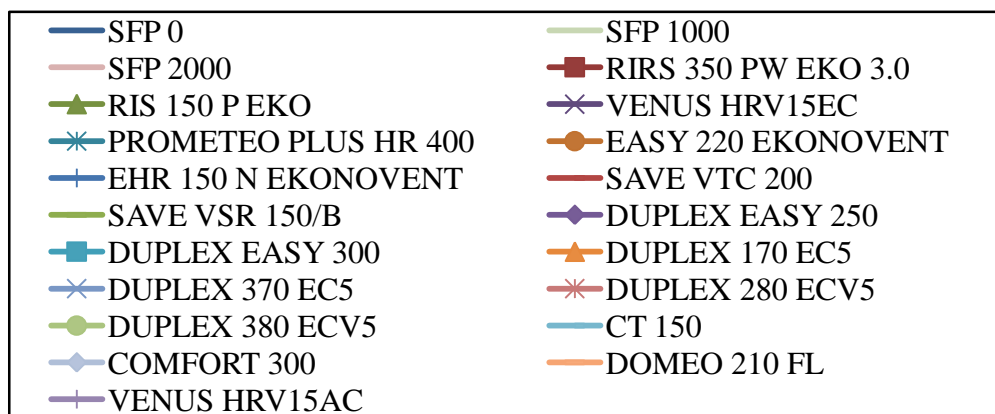 SFP 0 SFP 1000
SFP 2000 RIRS 350 PW EKO 3.0
RIS 150 P EKO VENUS HRV15EC
PROMETEO PLUS HR 400 EASY 220 EKONOVENT
EHR 150 N EKONOVENT SAVE VTC 200
SAVE VSR 150/B DUPLEX EASY 250
DUPLEX EASY 300 DUPLEX 170 EC5
DUPLEX 370 EC5 DUPLEX 280 ECV5
DUPLEX 380 ECV5 CT 150
COMFORT 300 DOMEO 210 FL
VENUS HRV15AC